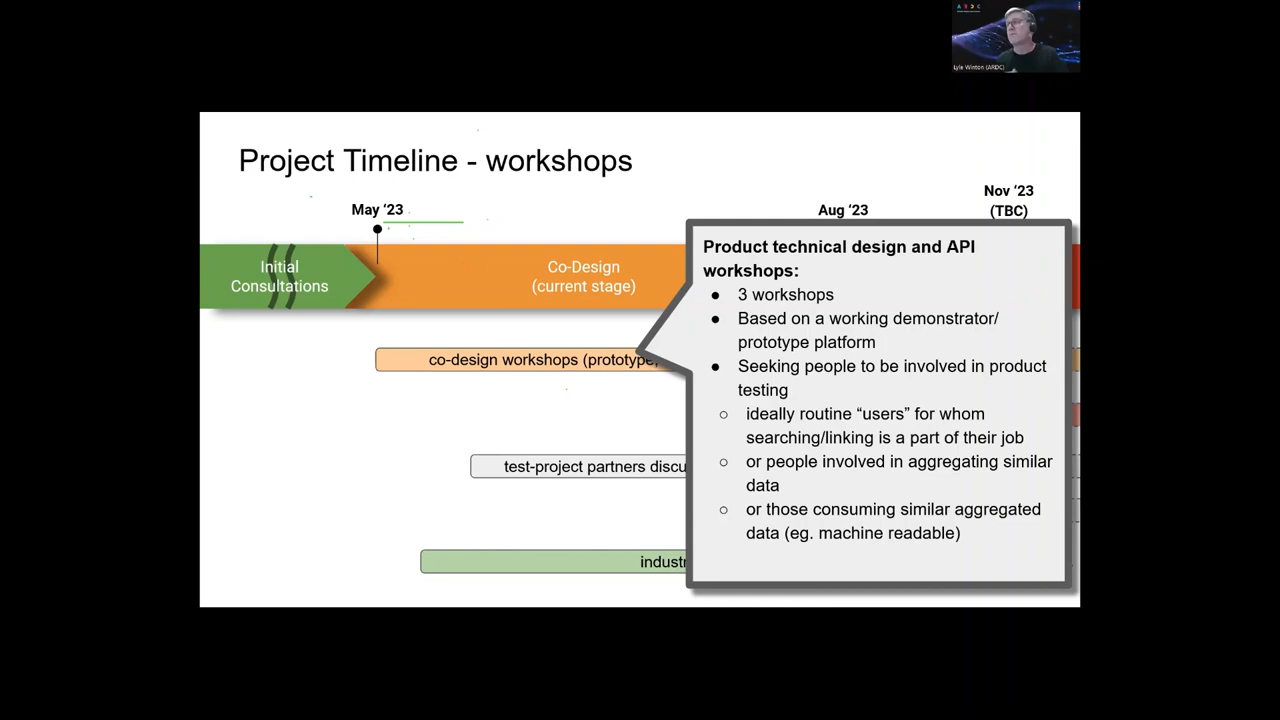 A R D C
Lyle Winton (ARDC)
Project Timeline - workshops
May ‘23
Aug ‘23
Nov ‘23
(TBC)
Initial
Consultations
Co-Design
(current stage)
co-design workshops (prototype,
test-project partners discu
industr
Product technical design and API
workshops:
● 3 workshops
● Based on a working demonstrator/
prototype platform
● Seeking people to be involved in product
testing
○ ideally routine “users” for whom
searching/linking is a part of their job
○ or people involved in aggregating similar
data
○ or those consuming similar aggregated
data (eg. machine readable)